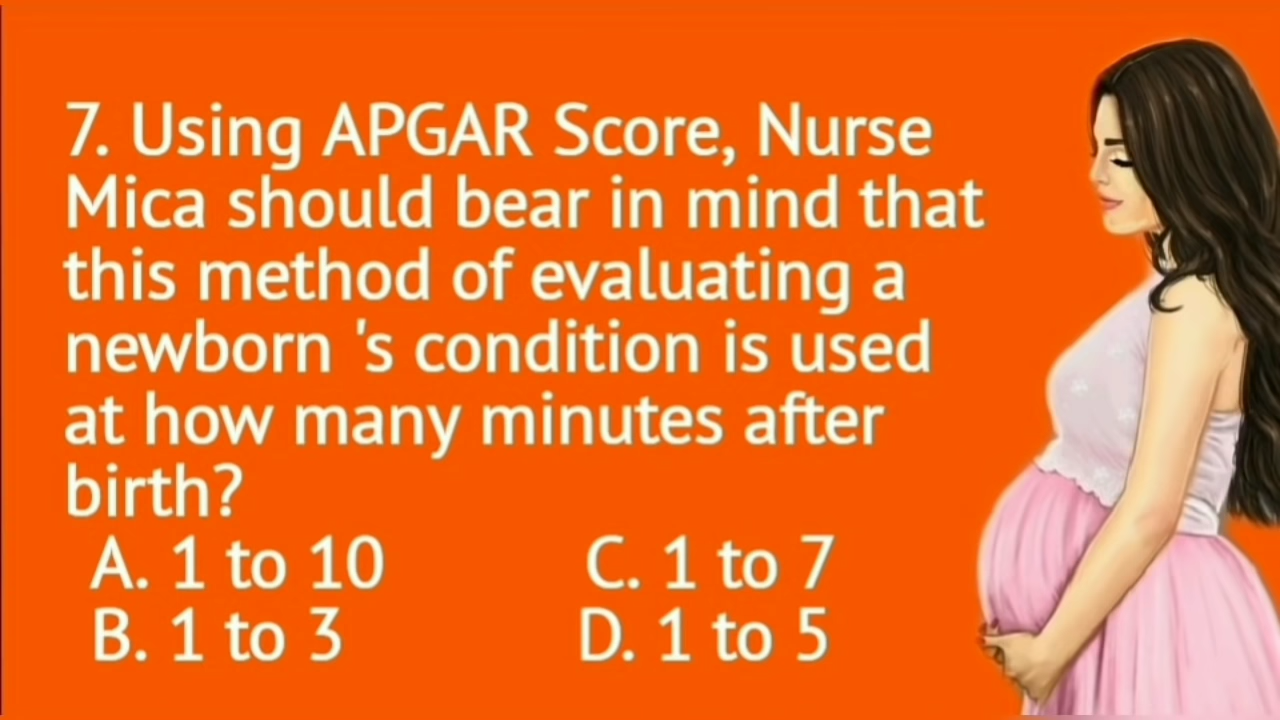 7. Using APGAR Score, Nurse
Mica should bear in mind that
this method of evaluating a
newborn 's condition is used
at how many minutes after
birth?
A. 1 to 10 C. 1 to 7
B. 1 to 3 D. 1 to 5